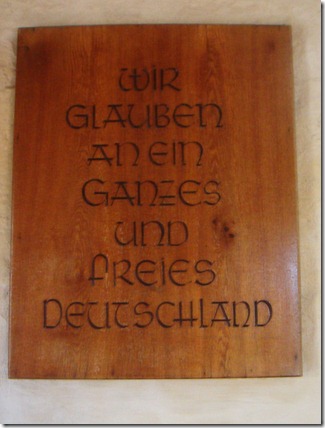 WIR
GLAUBEN
AN EIN
GANZES
UND
FREIES
DEUTSCHLAND